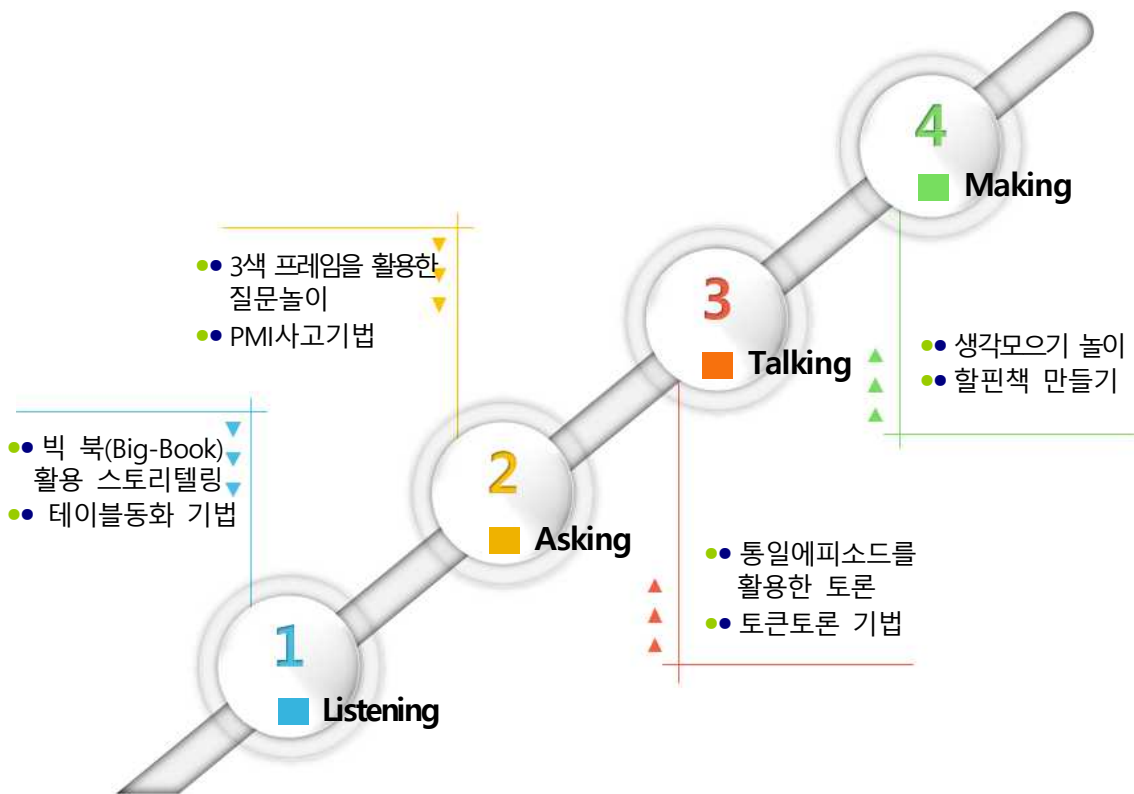 1
Listening
빅 북(Big-Book)
활용 스토리텔링
테이블동화 기법
2
Asking
3색 프레임을 활용한
질문놀이
PMI사고기법
3
Talking
통일에피소드를
활용한 토론
토큰토론 기법
4
Making
생각모으기 놀이
할핀책 만들기